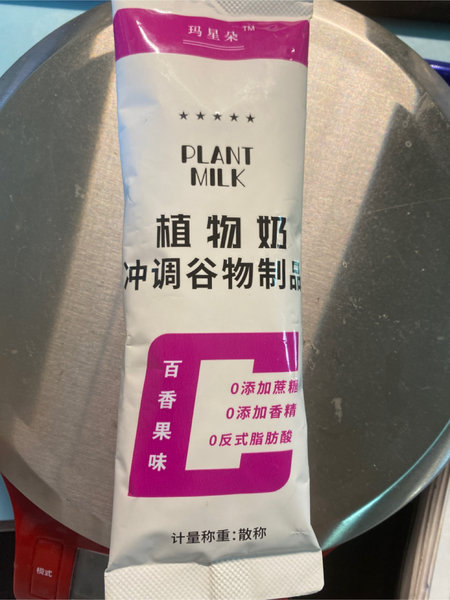 玛星朵™
★★★★★
PLANT
MILK
植物奶
冲调谷物制品
百香果味
0添加蔗糖
0添加香精
0反式脂肪酸
计量称重:散称
模式